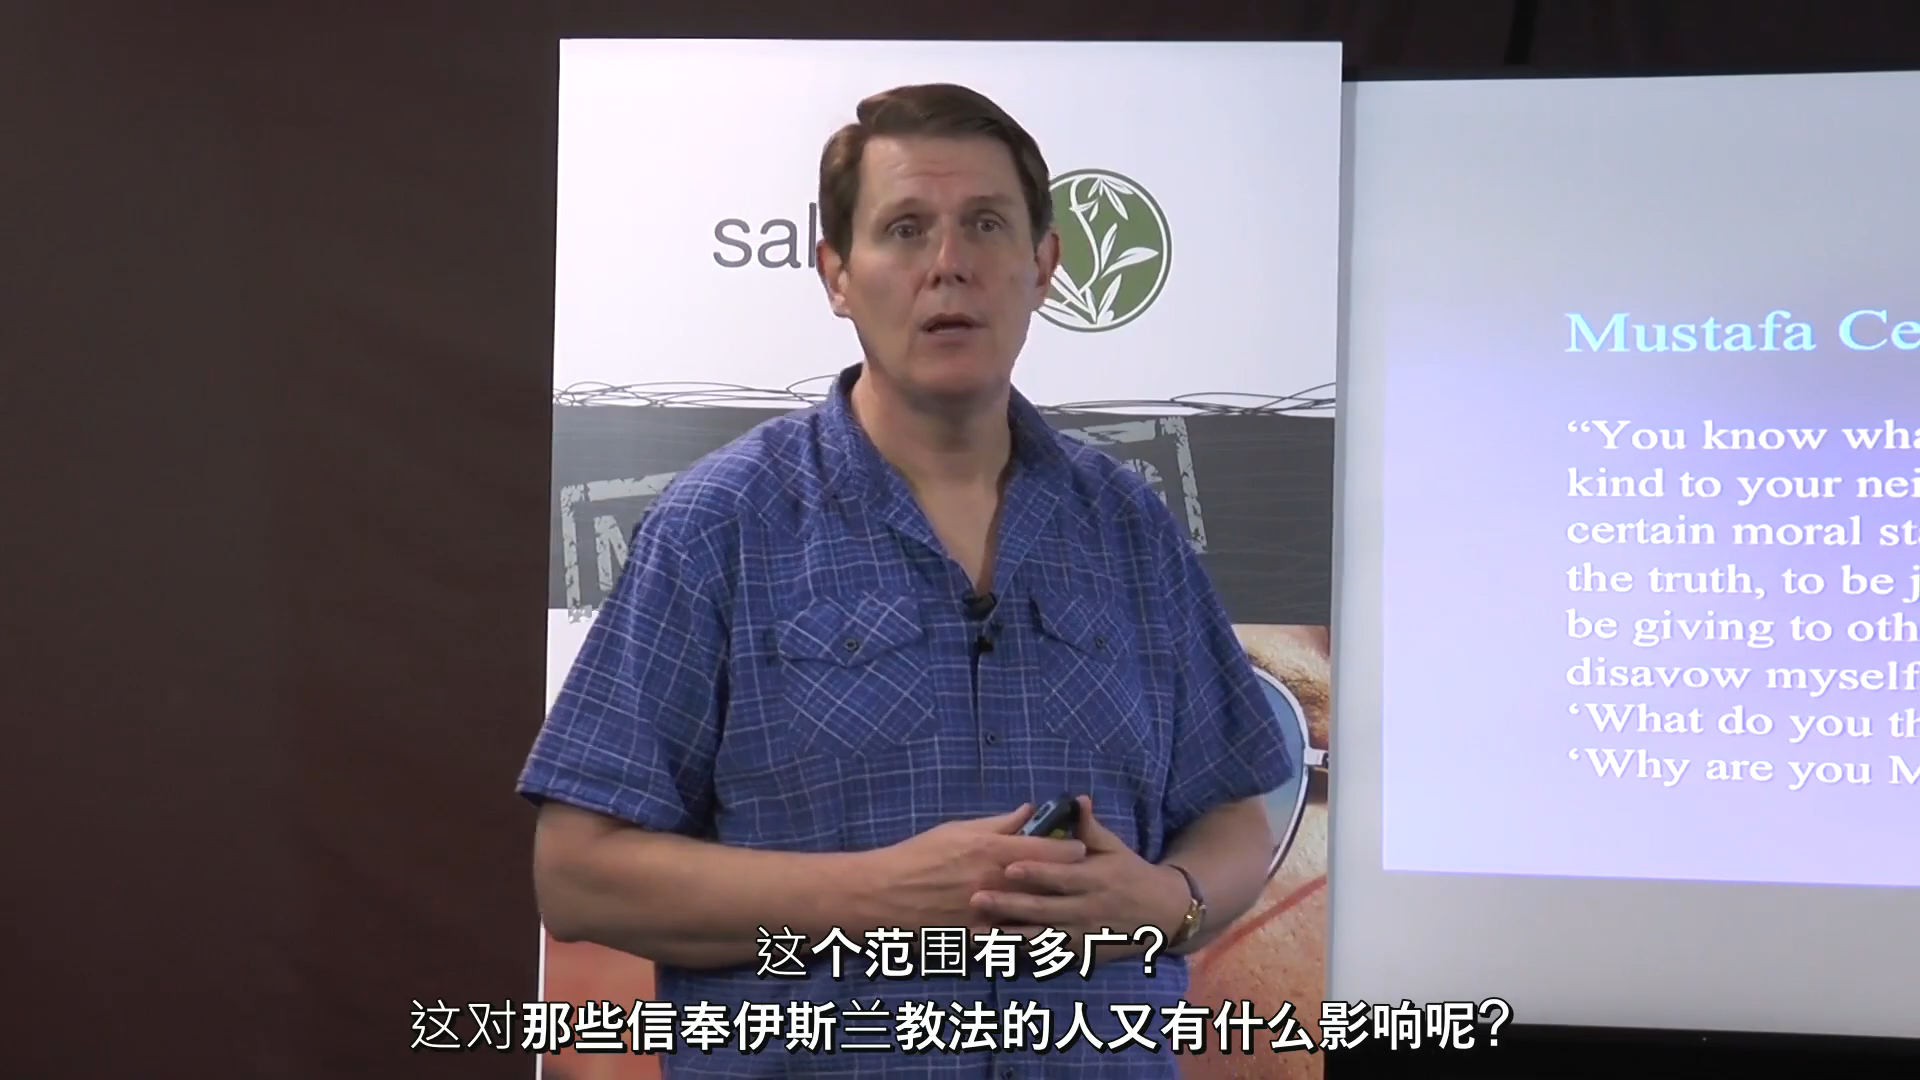 sal
Mustafa Ce
“You know wha
kind to your nei
certain moral sta
the truth, to be j
be giving to oth
disavow myself
‘What do you th
‘Why are you M
这个范围有多广?
这对那些信奉伊斯兰教法的人又有什么影响呢?